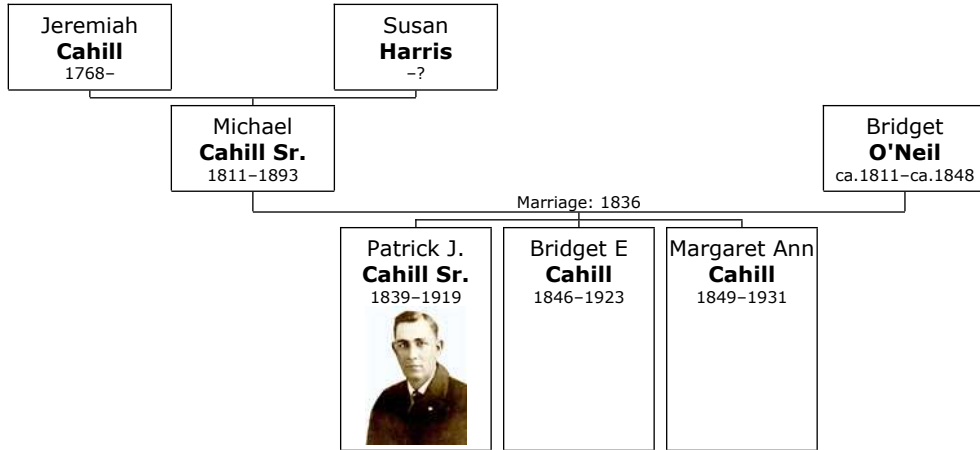 Jeremiah
Cahill
1768–
Susan
Harris
–?
Michael
Cahill Sr.
1811–1893
Bridget
O'Neil
ca.1811–ca.1848
Marriage: 1836
Patrick J.
Cahill Sr.
1839–1919
Bridget E
Cahill
1846–1923
Margaret Ann
Cahill
1849–1931